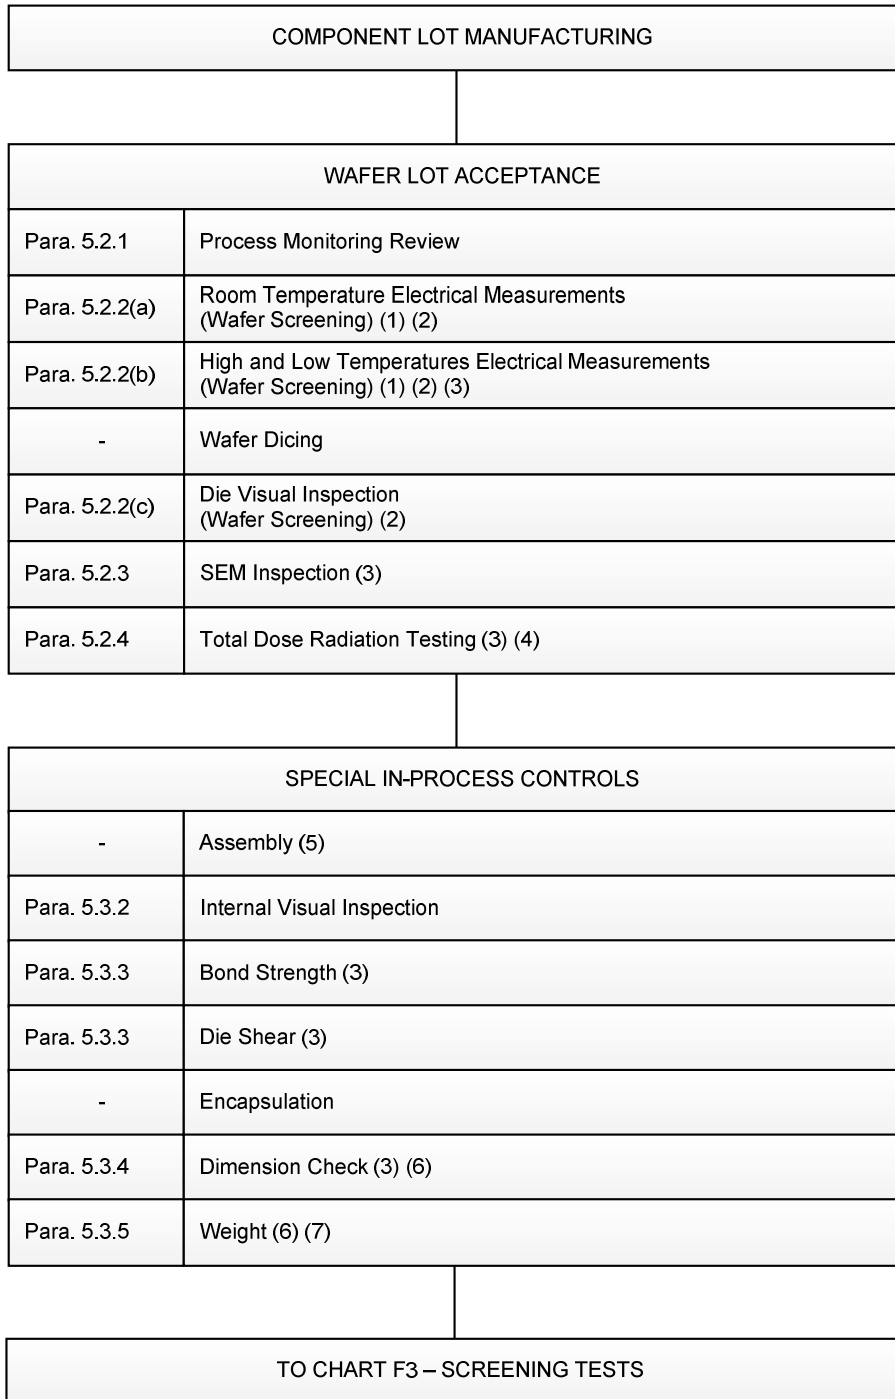 COMPONENT LOT MANUFACTURING
WAFER LOT ACCEPTANCE
Para. 5.2.1 Process Monitoring Review
Para. 5.2.2(a) Room Temperature Electrical Measurements
(Wafer Screening) (1) (2)
Para. 5.2.2(b) High and Low Temperatures Electrical Measurements
(Wafer Screening) (1) (2) (3)
- Wafer Dicing
Para. 5.2.2(c) Die Visual Inspection
(Wafer Screening) (2)
Para. 5.2.3 SEM Inspection (3)
Para. 5.2.4 Total Dose Radiation Testing (3) (4)
SPECIAL IN-PROCESS CONTROLS
- Assembly (5)
Para. 5.3.2 Internal Visual Inspection
Para. 5.3.3 Bond Strength (3)
Para. 5.3.3 Die Shear (3)
- Encapsulation
Para. 5.3.4 Dimension Check (3) (6)
Para. 5.3.5 Weight (6) (7)
TO CHART F3 – SCREENING TESTS